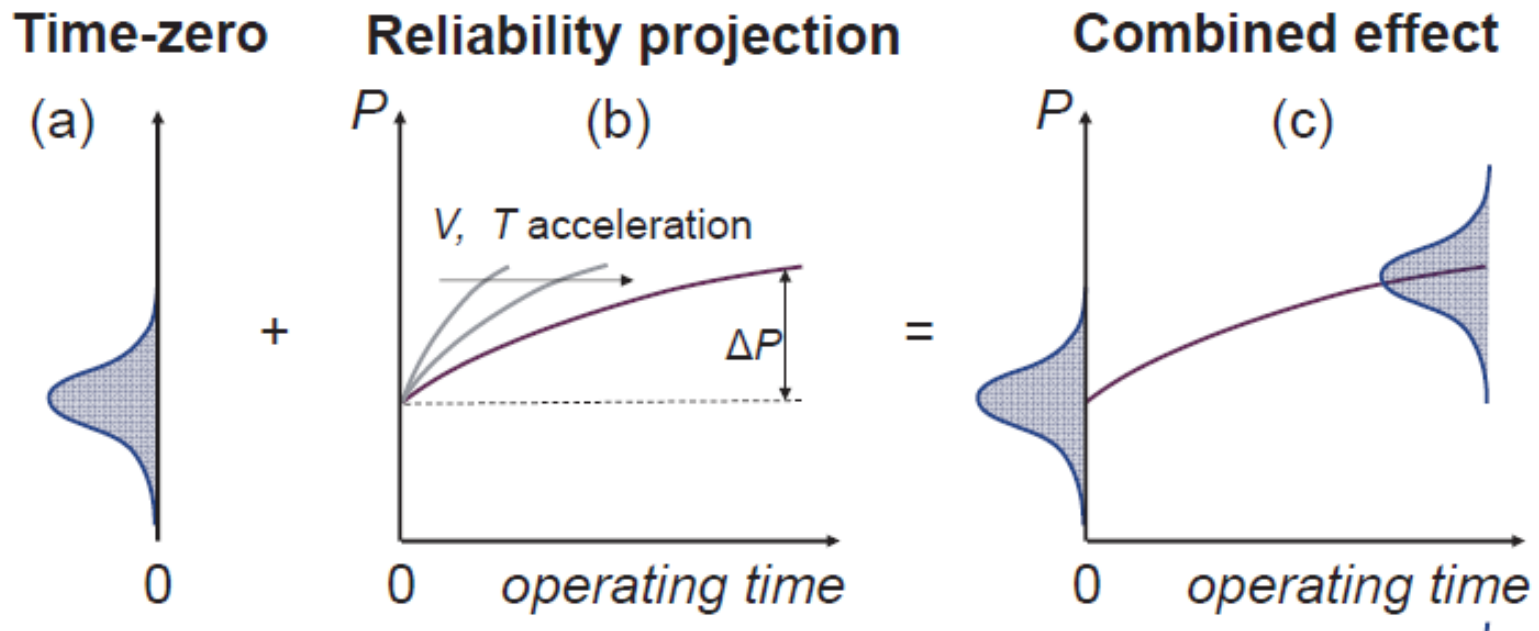 Time-zero
Reliability projection
Combined effect
(a)
P
(b)
P
(c)
V, T acceleration
+
ΔP
=
0
0
operating time
0
operating time